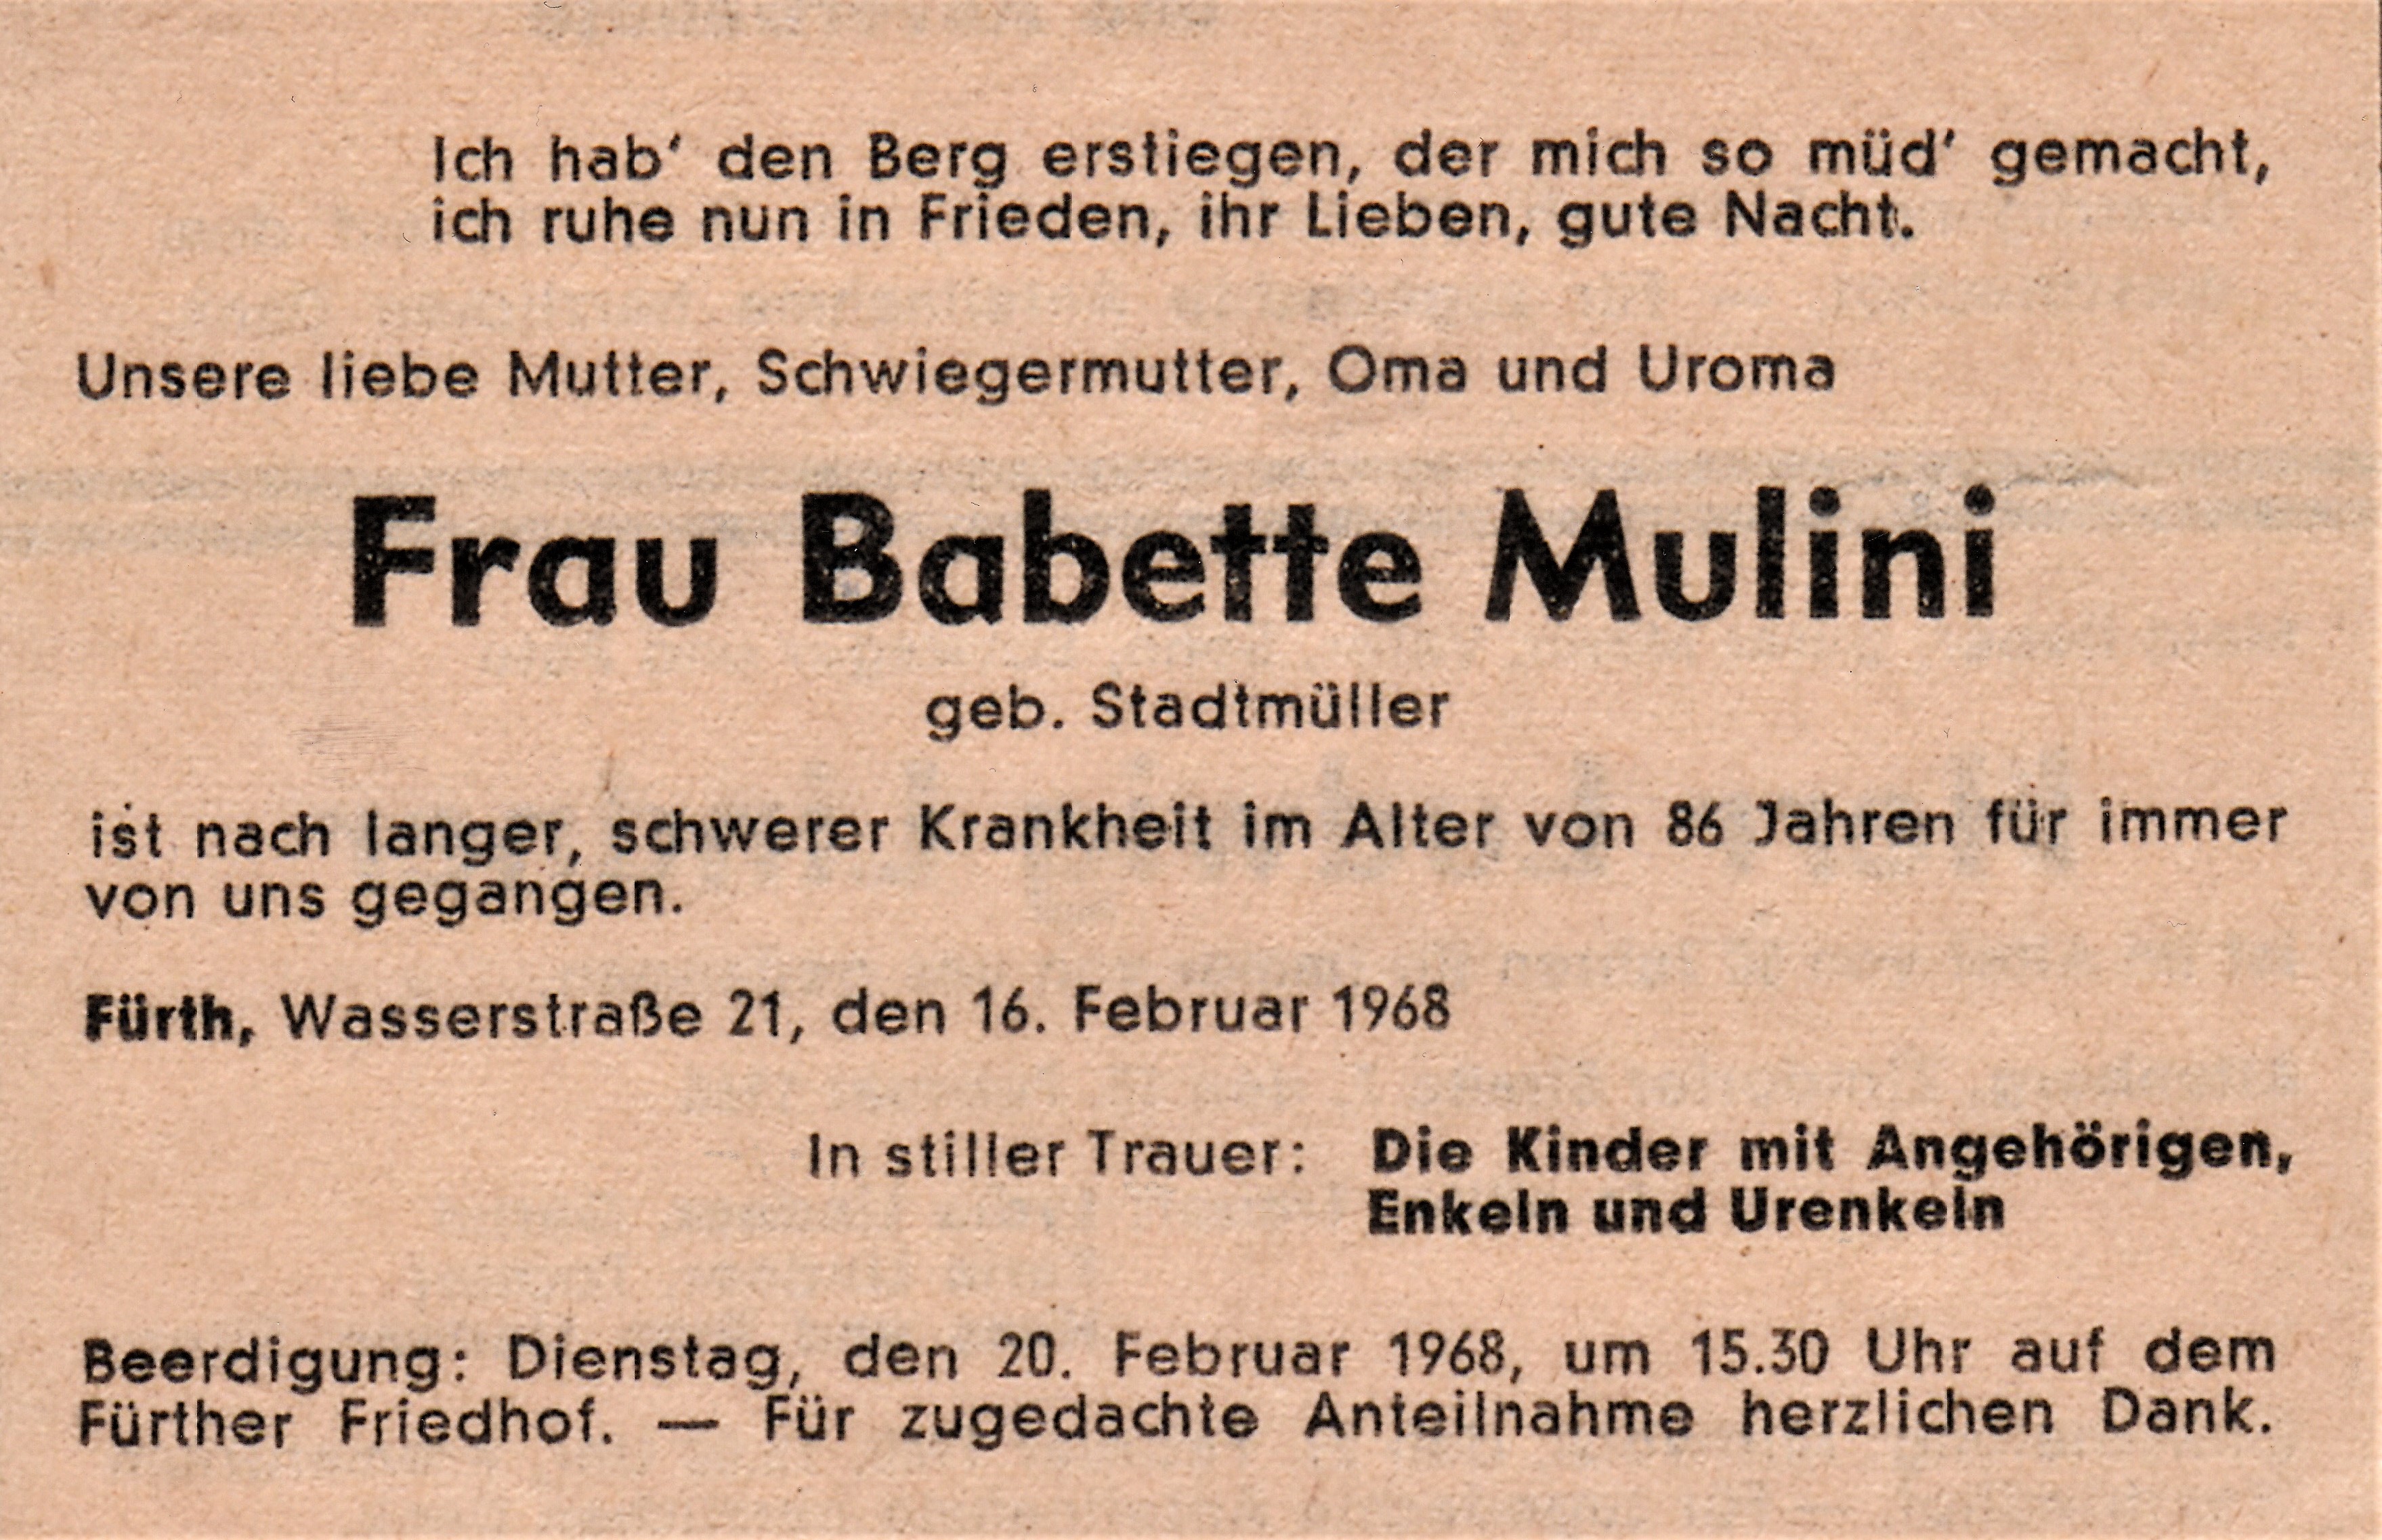 Ich hab‘ den Berg erstiegen, der mich so müd’ gemacht,
ich ruhe nun in Frieden, ihr Lieben, gute Nacht.
Unsere liebe Mutter, Schwiegermutter, Oma und Uroma
Frau Babette Mulini
geb. Stadtmüller
ist nach langer, schwerer Krankheit im Alter von 86 Jahren für immer
von uns gegangen.
Fürth, Wasserstraße 21, den 16. Februar 1968
In stiller Trauer: Die Kinder mit Angehörigen,
Enkeln und Urenkeln
Beerdigung: Dienstag, den 20. Februar 1968, um 15.30 Uhr auf dem
Fürther Friedhof. — Für zugedachte Anteilnahme herzlichen Dank.